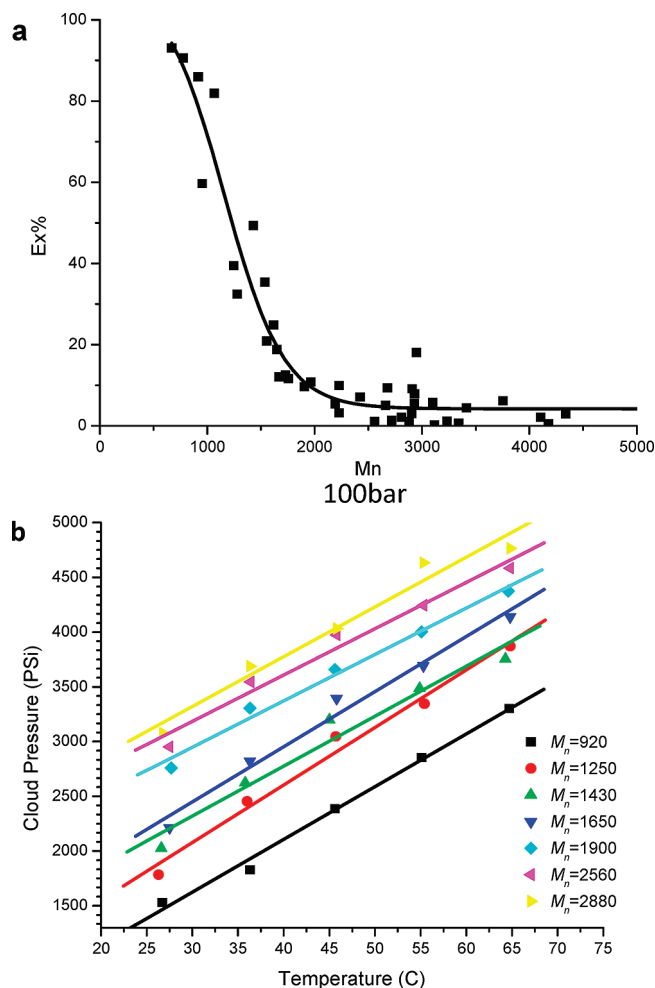 a
100
80
60
40
20
0
Ex%
0 1000 2000 3000 4000 5000
Mn
100bar
b
5000
4500
4000
3500
3000
2500
2000
1500
Cloud Pressure (PSi)
Mn=920
Mn=1250
Mn=1430
Mn=1650
Mn=1900
Mn=2560
Mn=2880
20 25 30 35 40 45 50 55 60 65 70 75
Temperature (C)